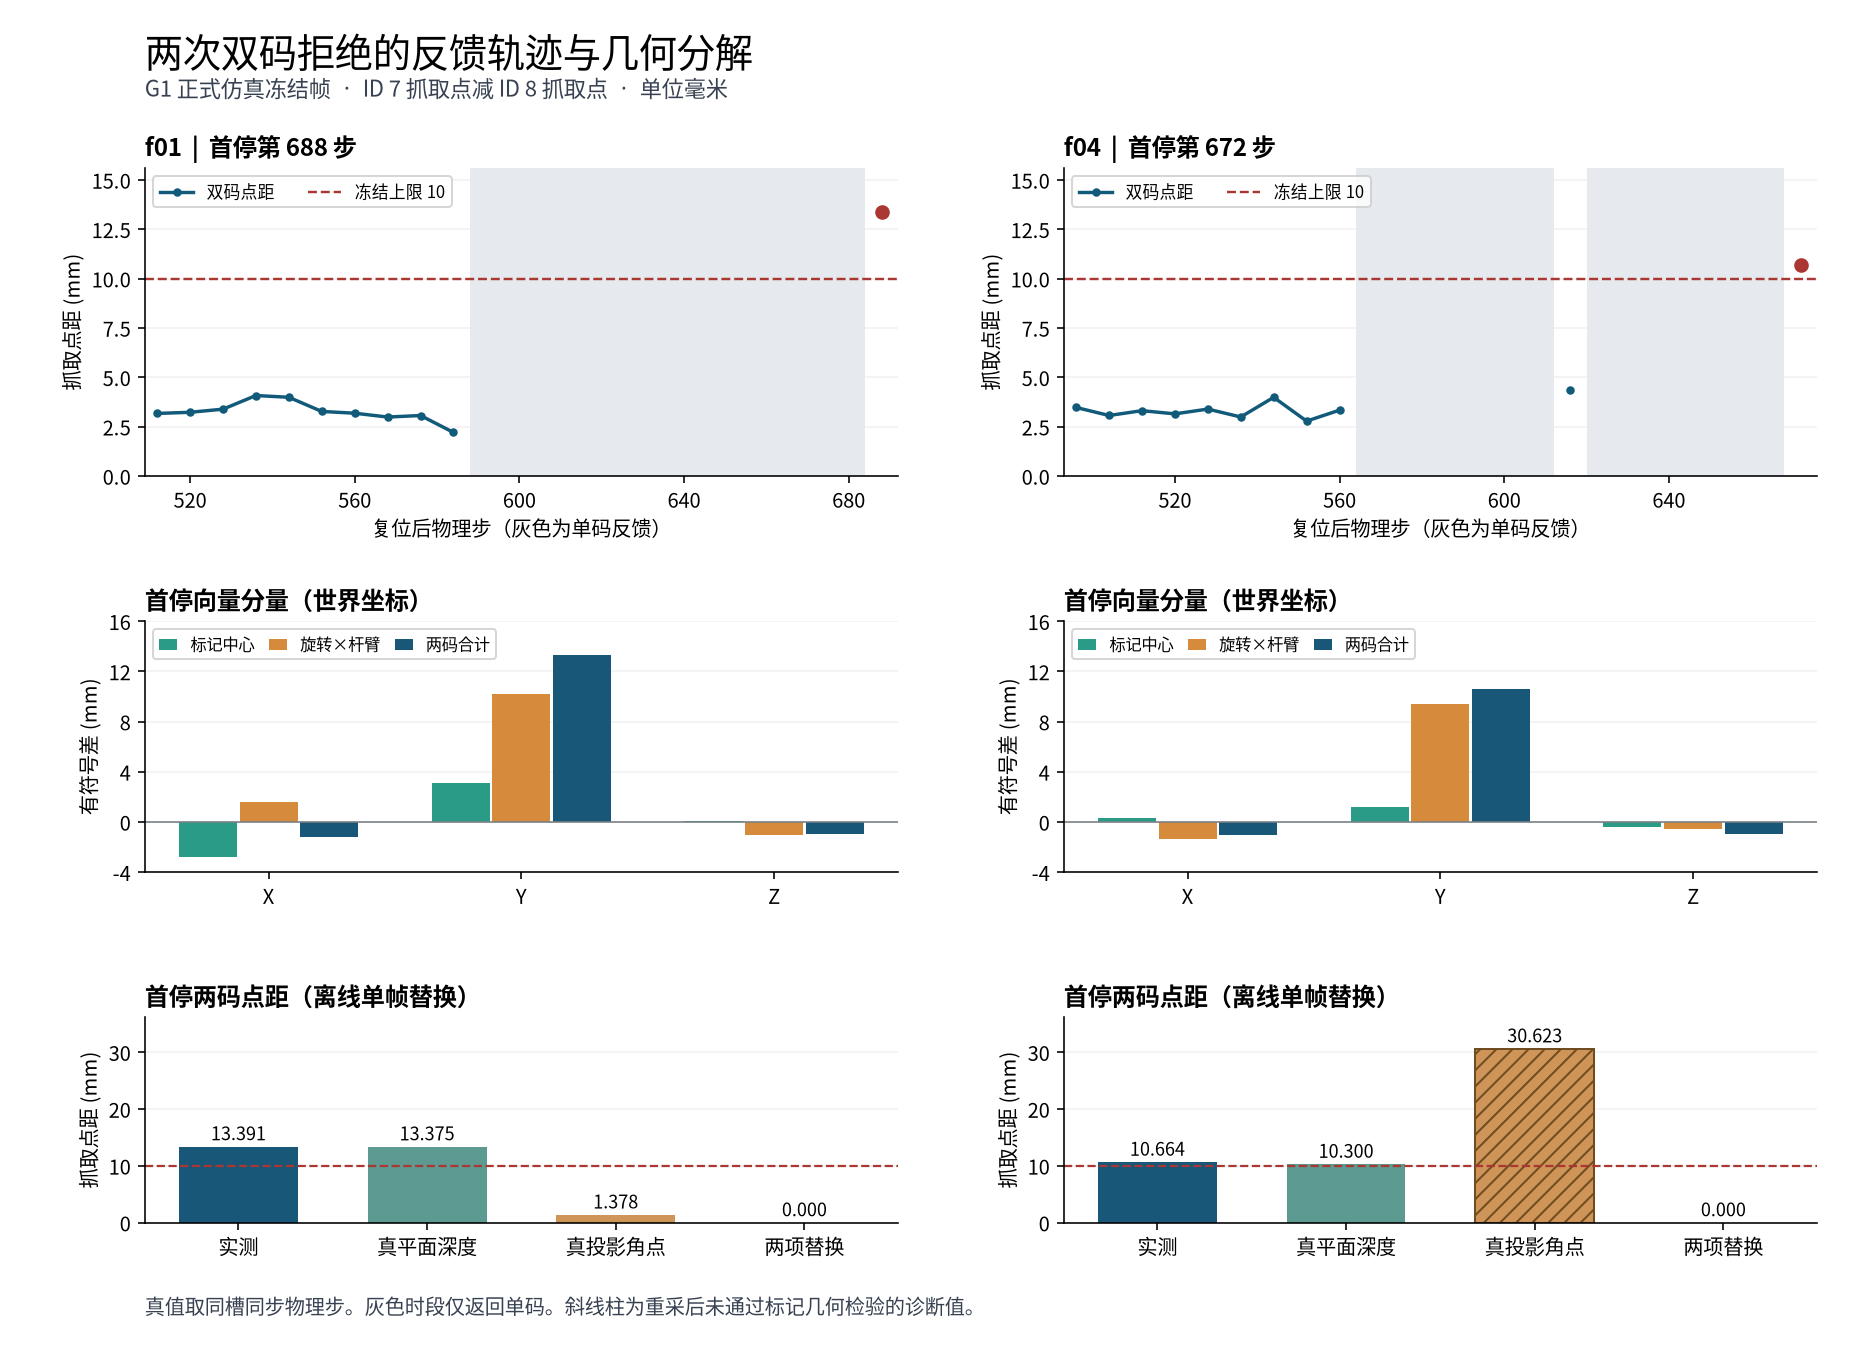 两次双码拒绝的反馈轨迹与几何分解
G1 正式仿真冻结帧 · ID 7 抓取点减 ID 8 抓取点 · 单位毫米
f01｜首停第 688 步
双码点距
冻结上限 10
抓取点距 (mm)
15.0
12.5
10.0
7.5
5.0
2.5
0.0
520
560
600
640
680
复位后物理步（灰色为单码反馈）
f04｜首停第 672 步
双码点距
冻结上限 10
抓取点距 (mm)
15.0
12.5
10.0
7.5
5.0
2.5
0.0
520
560
600
640
复位后物理步（灰色为单码反馈）
首停向量分量（世界坐标）
标记中心
旋转×杆臂
两码合计
有符号差 (mm)
16
12
8
4
0
-4
X
Y
Z
首停向量分量（世界坐标）
标记中心
旋转×杆臂
两码合计
有符号差 (mm)
16
12
8
4
0
-4
X
Y
Z
首停两码点距（离线单帧替换）
抓取点距 (mm)
30
20
10
0
13.391
13.375
1.378
0.000
实测
真平面深度
真投影角点
两项替换
首停两码点距（离线单帧替换）
抓取点距 (mm)
30
20
10
0
10.664
10.300
30.623
0.000
实测
真平面深度
真投影角点
两项替换
真值取同槽同步物理步。灰色时段仅返回单码。斜线柱为重采后未通过标记几何检验的诊断值。